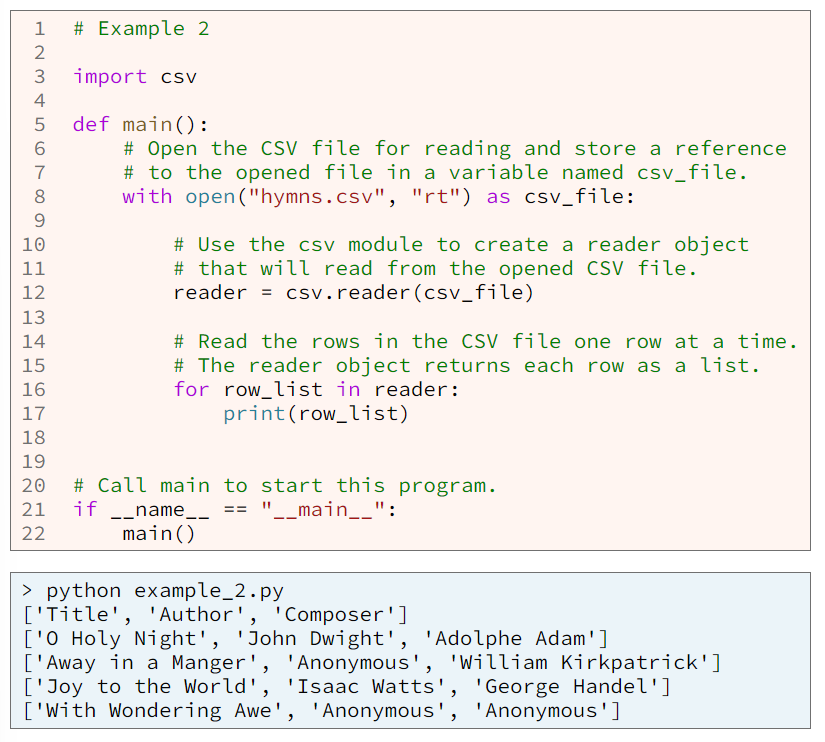 1 # Example 2
2
3 import csv
4
5 def main():
6     # Open the CSV file for reading and store a reference
7     # to the opened file in a variable named csv_file.
8     with open("hymns.csv", "rt") as csv_file:
9
10         # Use the csv module to create a reader object
11         # that will read from the opened CSV file.
12         reader = csv.reader(csv_file)
13
14         # Read the rows in the CSV file one row at a time.
15         # The reader object returns each row as a list.
16         for row_list in reader:
17             print(row_list)
18
19
20 # Call main to start this program.
21 if __name__ == "__main__":
22     main()
> python example_2.py
['Title', 'Author', 'Composer']
['O Holy Night', 'John Dwight', 'Adolphe Adam']
['Away in a Manger', 'Anonymous', 'William Kirkpatrick']
['Joy to the World', 'Isaac Watts', 'George Handel']
['With Wondering Awe', 'Anonymous', 'Anonymous']